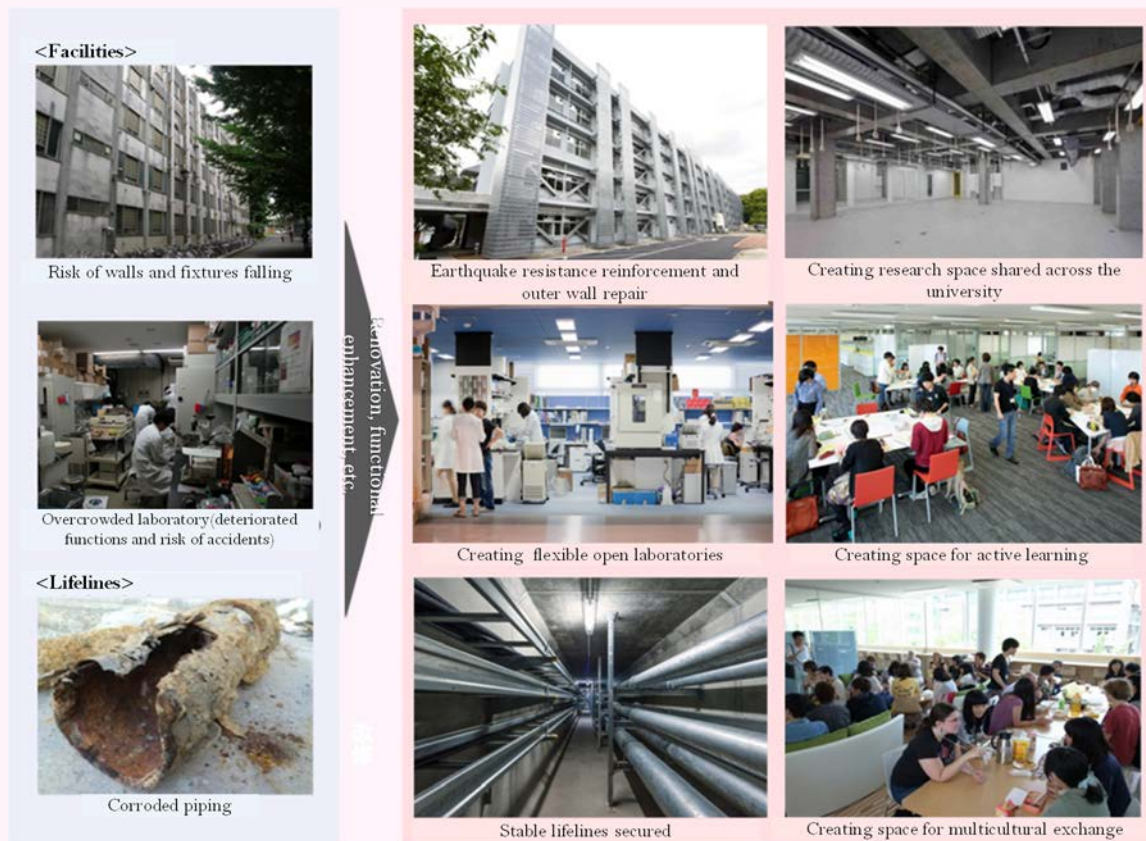 <Facilities>
Risk of walls and fixtures falling
Overcrowded laboratory(deteriorated
functions and risk of accidents)
<Lifelines>
Corroded piping
Renovation, functional
enhancement, etc.
Earthquake resistance reinforcement and
outer wall repair
Creating research space shared across the
university
Creating flexible open laboratories
Creating space for active learning
Stable lifelines secured
Creating space for multicultural exchange